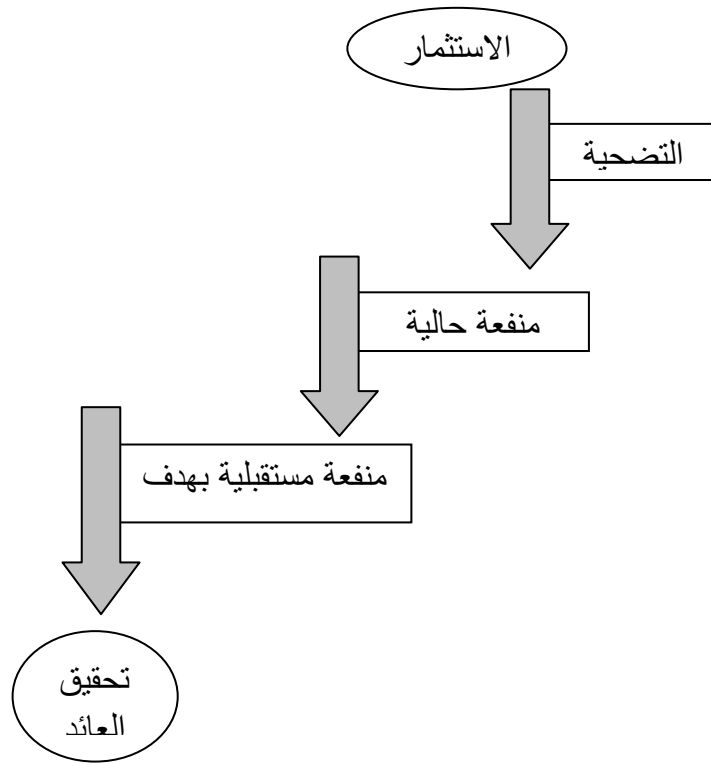 الاستثمار
التضحية
منفعة حالية
منفعة مستقبلية بهدف
تحقيق
العائد